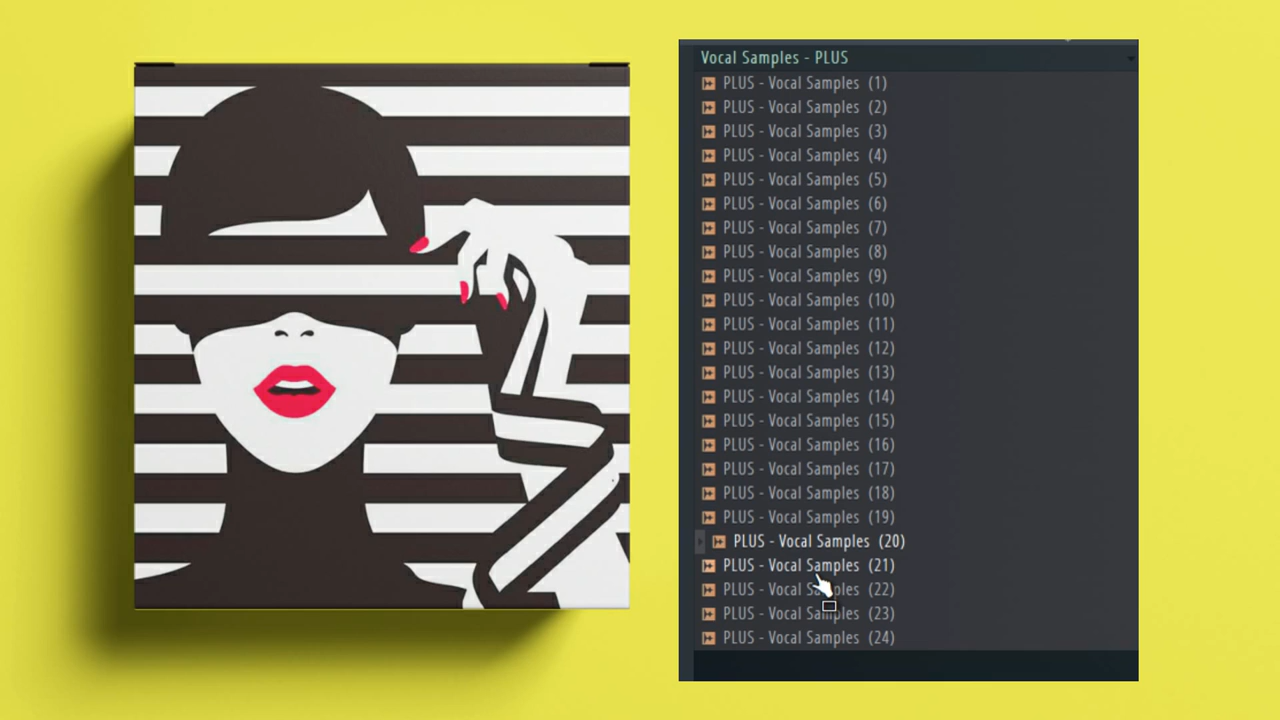 Vocal Samples - PLUS
PLUS - Vocal Samples (1)
PLUS - Vocal Samples (2)
PLUS - Vocal Samples (3)
PLUS - Vocal Samples (4)
PLUS - Vocal Samples (5)
PLUS - Vocal Samples (6)
PLUS - Vocal Samples (7)
PLUS - Vocal Samples (8)
PLUS - Vocal Samples (9)
PLUS - Vocal Samples (10)
PLUS - Vocal Samples (11)
PLUS - Vocal Samples (12)
PLUS - Vocal Samples (13)
PLUS - Vocal Samples (14)
PLUS - Vocal Samples (15)
PLUS - Vocal Samples (16)
PLUS - Vocal Samples (17)
PLUS - Vocal Samples (18)
PLUS - Vocal Samples (19)
PLUS - Vocal Samples (20)
PLUS - Vocal Samples (21)
PLUS - Vocal Samples (22)
PLUS - Vocal Samples (23)
PLUS - Vocal Samples (24)